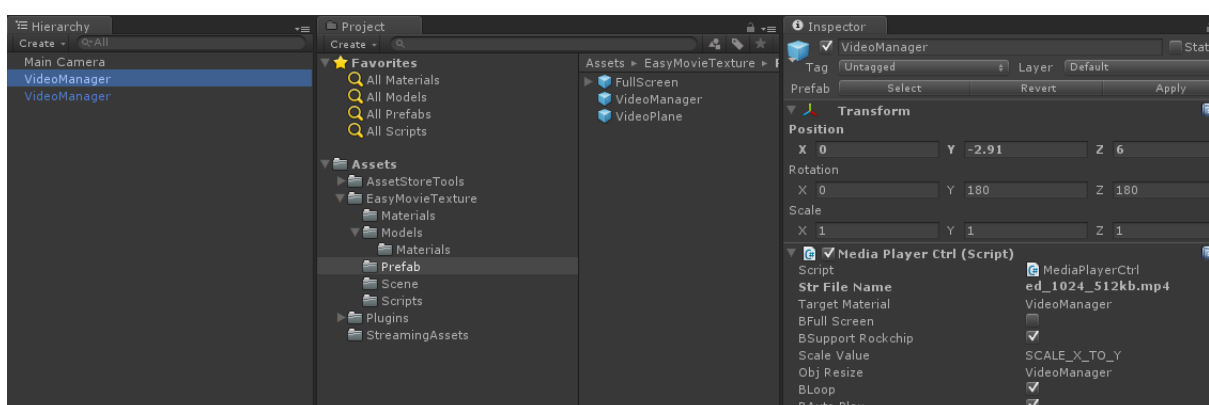 Hierarchy
Create
All
Main Camera
VideoManager
VideoManager
Project
Create
Favorites
All Materials
All Models
All Prefabs
All Scripts
Assets
AssetStoreTools
EasyMovieTexture
Materials
Models
Materials
Prefab
Scene
Scripts
Plugins
StreamingAssets
Assets ▸ EasyMovieTexture ▸
FullScreen
VideoManager
VideoPlane
Inspector
VideoManager Stat
Tag Untagged Layer Default
Prefab Select Revert Apply
Transform
Position
X 0 Y -2.91 Z 6
Rotation
X 0 Y 180 Z 180
Scale
X 1 Y 1 Z 1
Media Player Ctrl (Script)
Script MediaPlayerCtrl
Str File Name ed_1024_512kb.mp4
Target Material VideoManager
BFull Screen
BSupport Rockchip
Scale Value SCALE_X_TO_Y
Obj Resize VideoManager
BLoop
BAuto Play